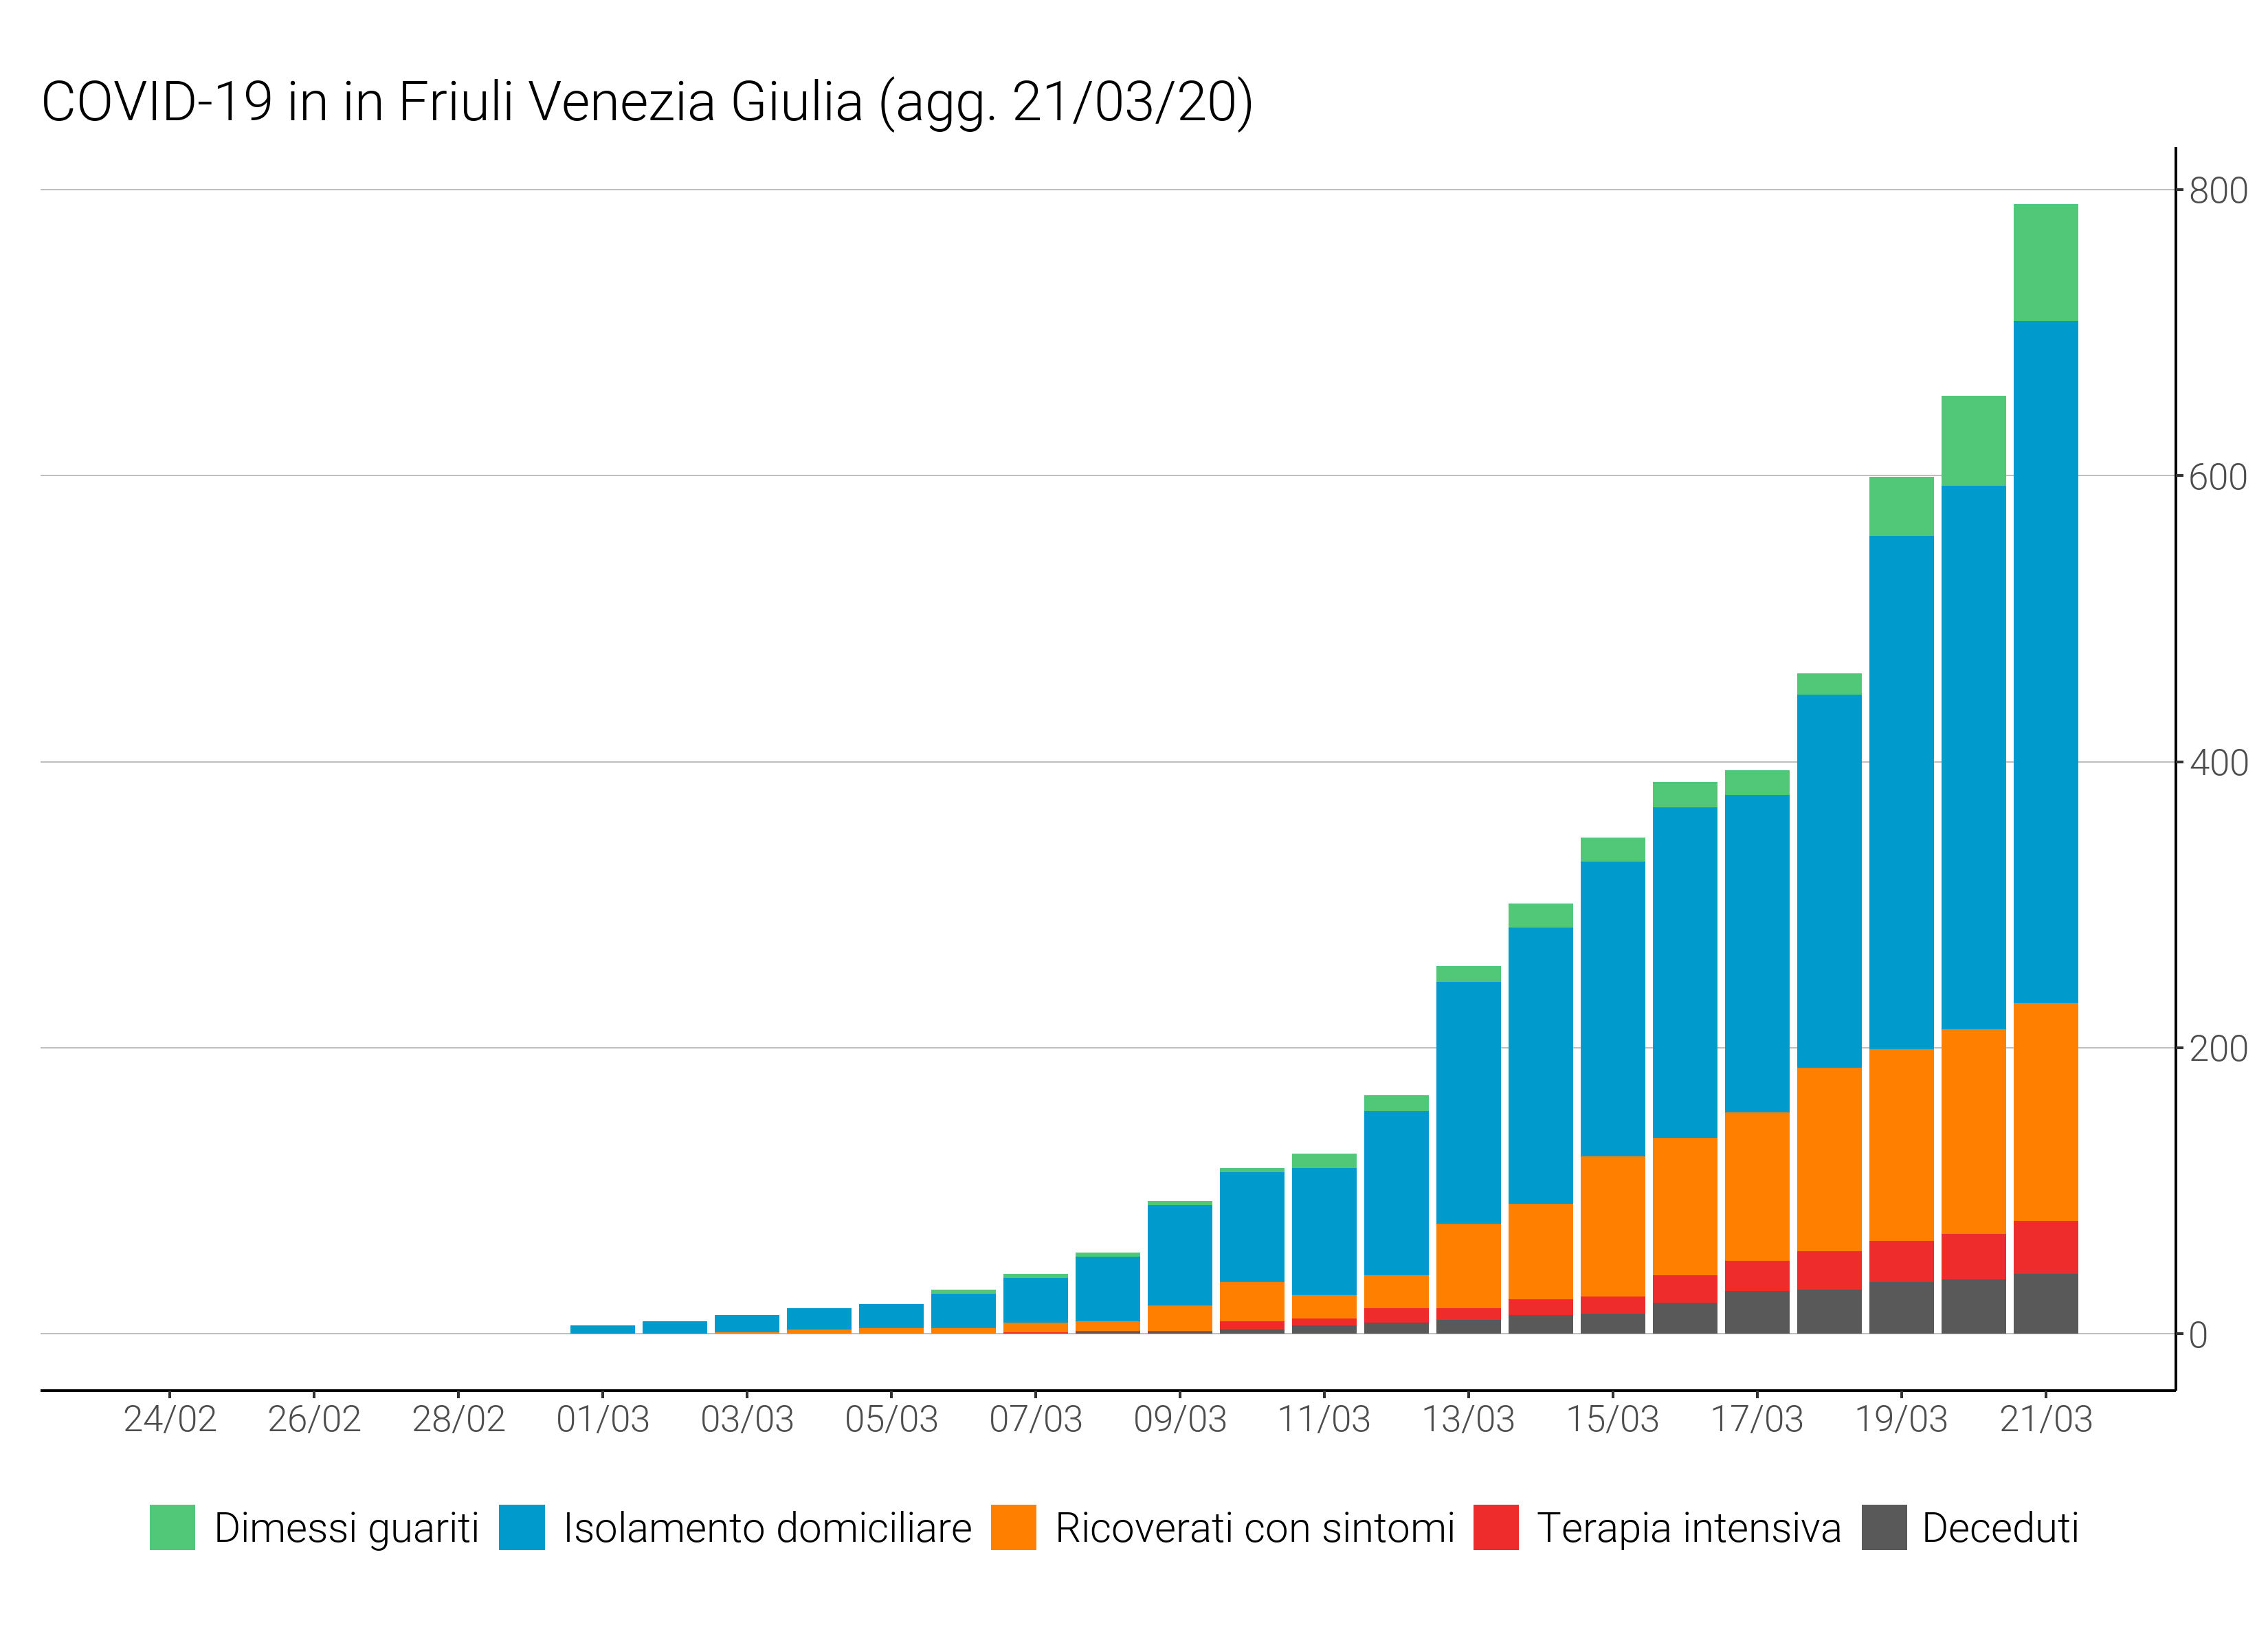 COVID-19 in in Friuli Venezia Giulia (agg. 21/03/20)
800
600
400
200
0
24/02 26/02 28/02 01/03 03/03 05/03 07/03 09/03 11/03 13/03 15/03 17/03 19/03 21/03
Dimessi guariti Isolamento domiciliare Ricoverati con sintomi Terapia intensiva Deceduti